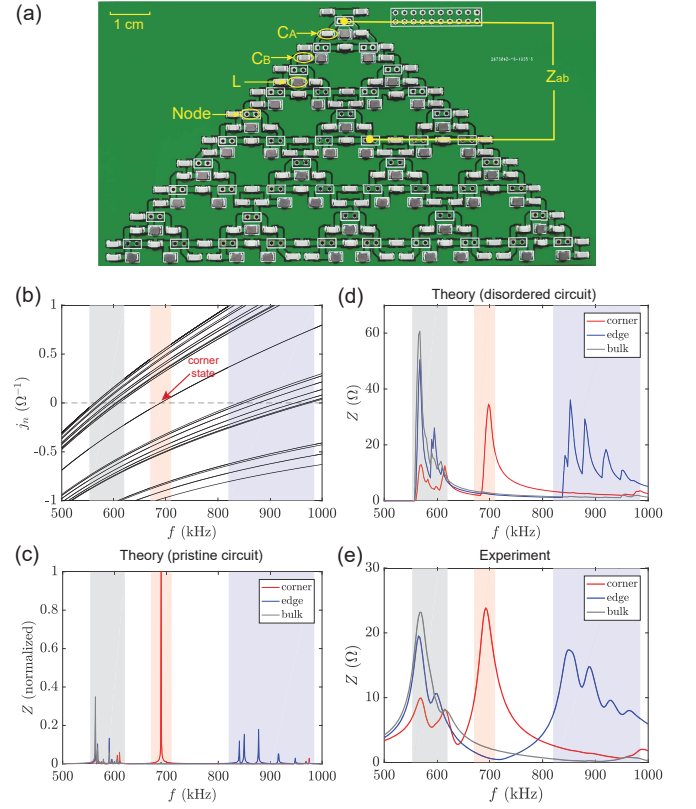 (a)
1 cm
CA
CB
L
Node
Zab
(b)
1
0.5
0
-0.5
-1
jn (Ω⁻¹)
corner
state
500 600 700 800 900 1000
f (kHz)
(c)
Theory (pristine circuit)
1
0.8
0.6
0.4
0.2
0
Z (normalized)
corner
edge
bulk
500 600 700 800 900 1000
f (kHz)
(d)
Theory (disordered circuit)
60
40
20
0
Z (Ω)
corner
edge
bulk
500 600 700 800 900 1000
f (kHz)
(e)
Experiment
30
20
10
0
Z (Ω)
corner
edge
bulk
500 600 700 800 900 1000
f (kHz)